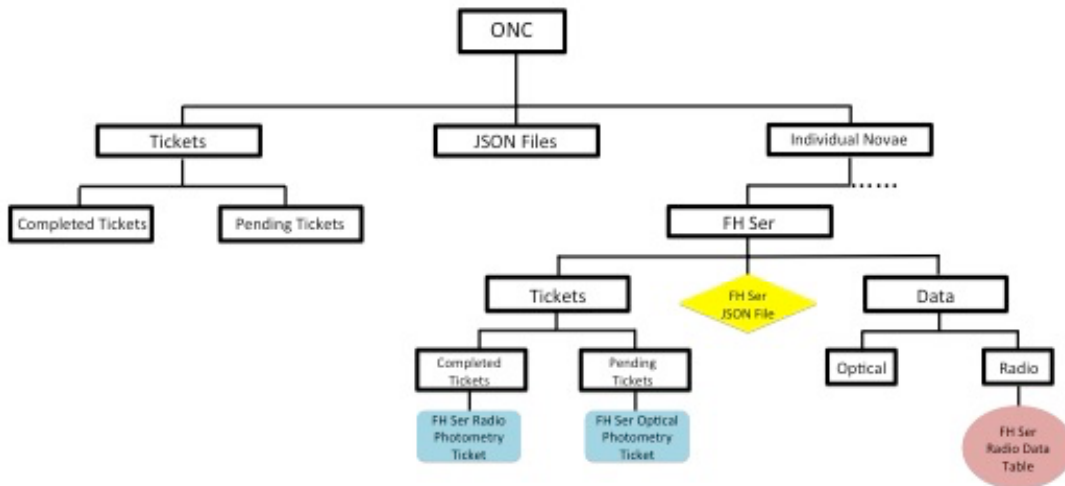 ONC
Tickets
JSON Files
Individual Novae
......
Completed Tickets
Pending Tickets
FH Ser
Tickets
FH Ser
JSON File
Data
Completed
Tickets
Pending
Tickets
Optical
Radio
FH Ser Radio
Photometry
Ticket
FH Ser Optical
Photometry
Ticket
FH Ser
Radio Data
Table